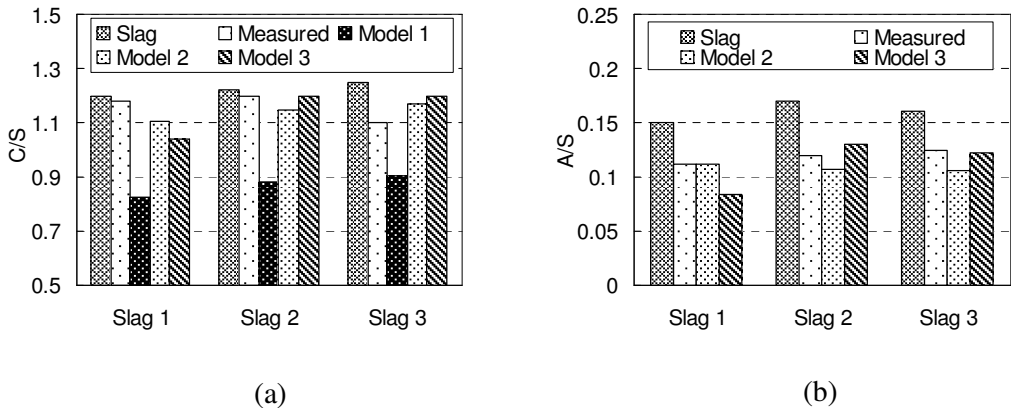 1.5
1.3
1.1
0.9
0.7
0.5
C/S
Slag Measured Model 1
Model 2 Model 3
Slag 1 Slag 2 Slag 3
(a)
0.25
0.2
0.15
0.1
0.05
0
A/S
Slag Measured
Model 2 Model 3
Slag 1 Slag 2 Slag 3
(b)